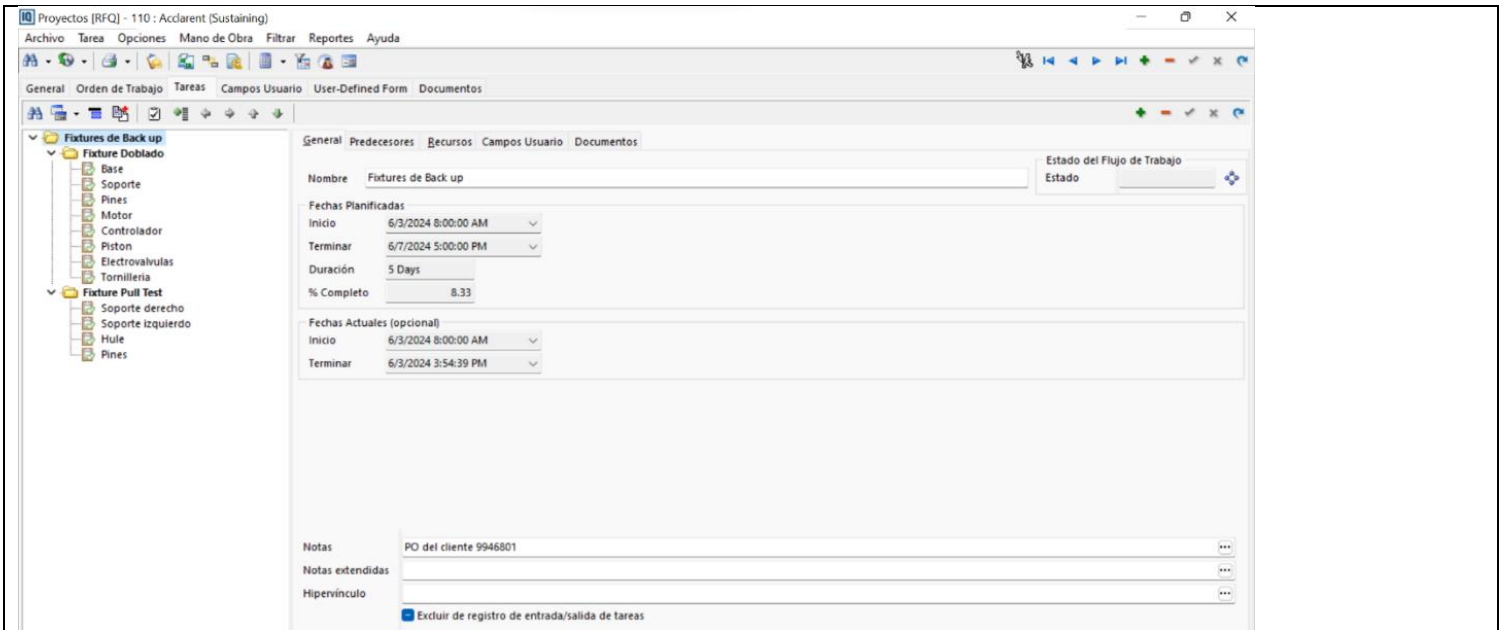 IQ Proyectos [RFQ] - 110 : Acclarent (Sustaining)
Archivo Tarea Opciones Mano de Obra Filtrar Reportes Ayuda
General Orden de Trabajo Tareas Campos Usuario User-Defined Form Documentos
Fixtures de Back up
Fixture Doblado
Base
Soporte
Pines
Motor
Controlador
Piston
Electrovalvulas
Tornilleria
Fixture Pull Test
Soporte derecho
Soporte izquierdo
Hule
Pines
General Predecesores Recursos Campos Usuario Documentos
Nombre Fixtures de Back up
Estado del Flujo de Trabajo
Estado
Fechas Planificadas
Inicio 6/3/2024 8:00:00 AM
Terminar 6/7/2024 5:00:00 PM
Duración 5 Days
% Completo 8.33
Fechas Actuales (opcional)
Inicio 6/3/2024 8:00:00 AM
Terminar 6/3/2024 3:54:39 PM
Notas PO del cliente 9946801
Notas extendidas
Hipervínculo
Excluir de registro de entrada/salida de tareas